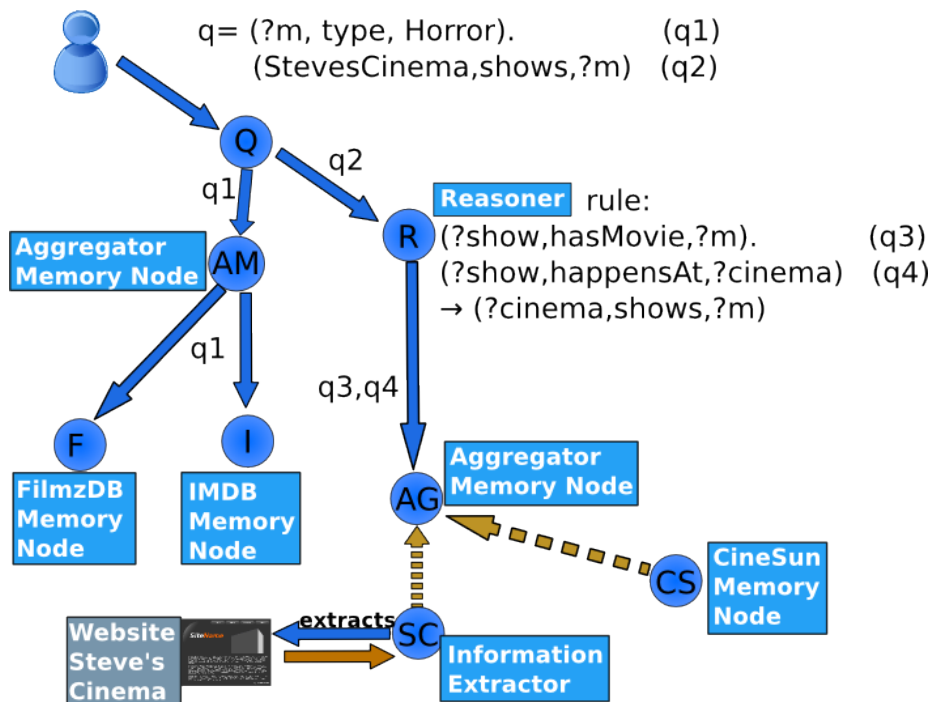 q= (?m, type, Horror). (q1)
(StevesCinema,shows,?m) (q2)
Q
q2
q1
Reasoner rule:
(?show,hasMovie,?m). (q3)
(?show,happensAt,?cinema) (q4)
→ (?cinema,shows,?m)
R
Aggregator
Memory Node
AM
q1
q3,q4
F
I
FilmzDB
Memory
Node
IMDB
Memory
Node
Aggregator
Memory Node
AG
CineSun
Memory
Node
CS
extracts
SC
Website
Steve's
Cinema
SiteName
Information
Extractor